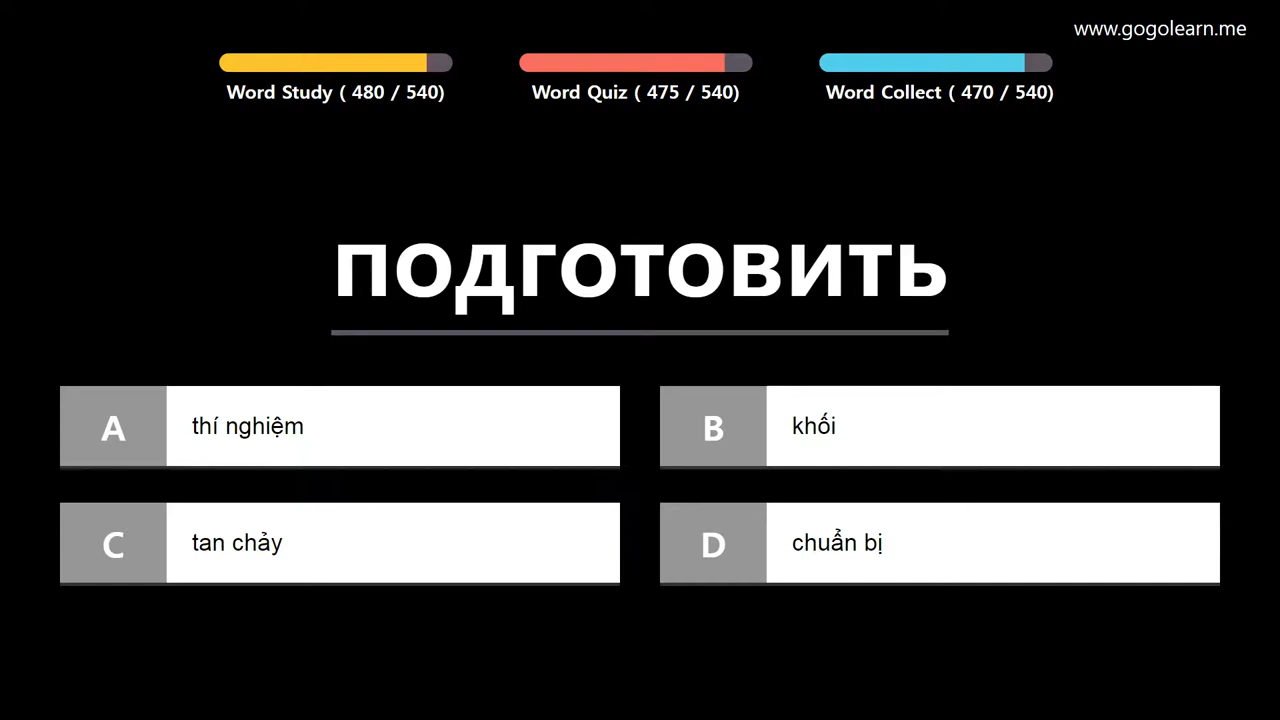 www.gogolearn.me
Word Study ( 480 / 540)
Word Quiz ( 475 / 540)
Word Collect ( 470 / 540)
подготовить
A
thí nghiệm
B
khối
C
tan chảy
D
chuẩn bị